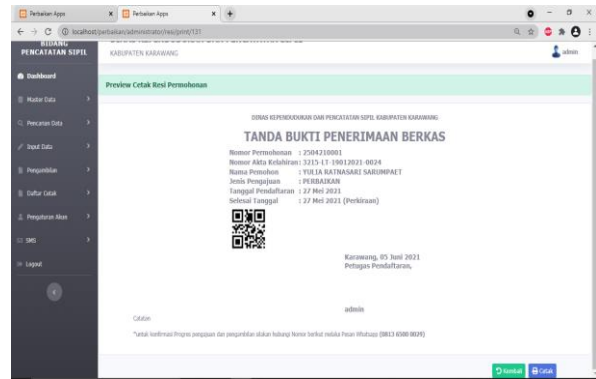 Perbaikan Apps
Perbaikan Apps
localhost/perbaikan/administrator/res/print/131
BIDANG
PENCATATAN SIPIL
KABUPATEN KARAWANG
admin
Dashboard
Master Data
Pencarian Data
Input Data
Pengambilan
Daftar Cetak
Pengaturan Akun
SMS
Logout
Preview Cetak Resi Permohonan
DINAS KEPENDUDUKAN DAN PENCATATAN SIPIL KABUPATEN KARAWANG
TANDA BUKTI PENERIMAAN BERKAS
Nomor Permohonan : 2504210001
Nomor Akta Kelahiran: 3215-LT-19012021-0024
Nama Pemohon : YULIA RATNASARI SARUMPAET
Jenis Pengajuan : PERBAIKAN
Tanggal Pendaftaran : 27 Mei 2021
Selesai Tanggal : 27 Mei 2021 (Perkiraan)
Karawang, 05 Juni 2021
Petugas Pendaftaran,
admin
Catatan
*untuk konfirmasi Progres pengajuan dan pengambilan silakan hubungi Nomor berikut melalui Pesan Whatsapp (0813 6580 0029)
Kembali
Cetak